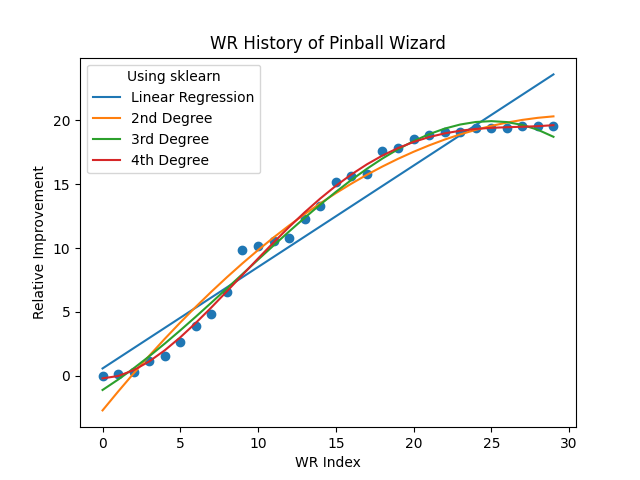 WR History of Pinball Wizard
Using sklearn
Linear Regression
2nd Degree
3rd Degree
4th Degree
Relative Improvement
20
15
10
5
0
0 5 10 15 20 25 30
WR Index